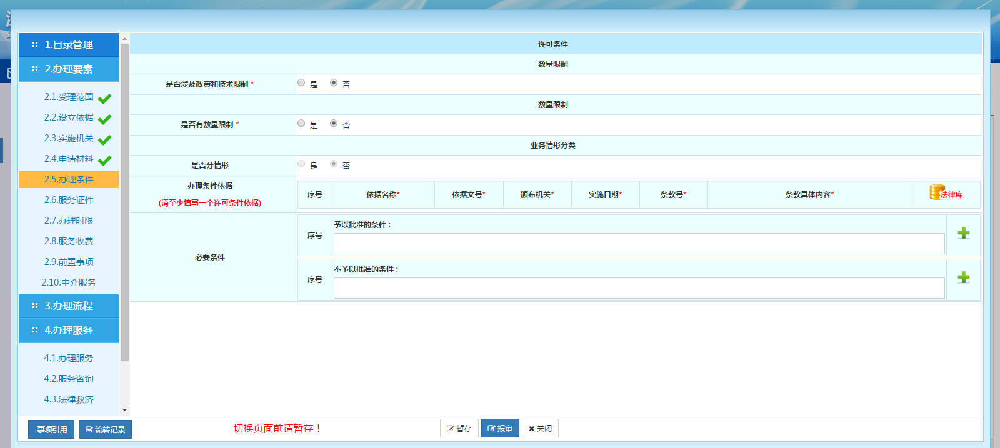 1.目录管理
2.办理要素
2.1.受理范围
2.2.设立依据
2.3.实施机关
2.4.申请材料
2.5.办理条件
2.6.服务证件
2.7.办理时限
2.8.服务收费
2.9.前置事项
2.10.中介服务
3.办理流程
4.办理服务
4.1.办理服务
4.2.服务咨询
4.3.法律救济
许可条件
数量限制
是否涉及政策和技术限制 * 是 否
数量限制
是否有数量限制 * 是 否
业务情形分类
是否分情形 是 否
办理条件依据
(请至少填写一个许可条件依据)
序号 依据名称* 依据文号* 颁布机关* 实施日期* 条款号* 条款具体内容* 法律库
必要条件
序号 予以批准的条件：
序号 不予以批准的条件：
事项引用 流转记录 切换页面前请暂存！ 暂存 报审 关闭